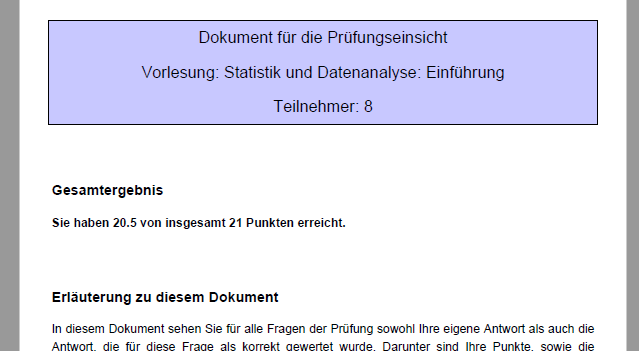 Dokument für die Prüfungseinsicht
Vorlesung: Statistik und Datenanalyse: Einführung
Teilnehmer: 8
Gesamtergebnis
Sie haben 20.5 von insgesamt 21 Punkten erreicht.
Erläuterung zu diesem Dokument
In diesem Dokument sehen Sie für alle Fragen der Prüfung sowohl Ihre eigene Antwort als auch die
Antwort, die für diese Frage als korrekt gewertet wurde. Darunter sind Ihre Punkte, sowie die